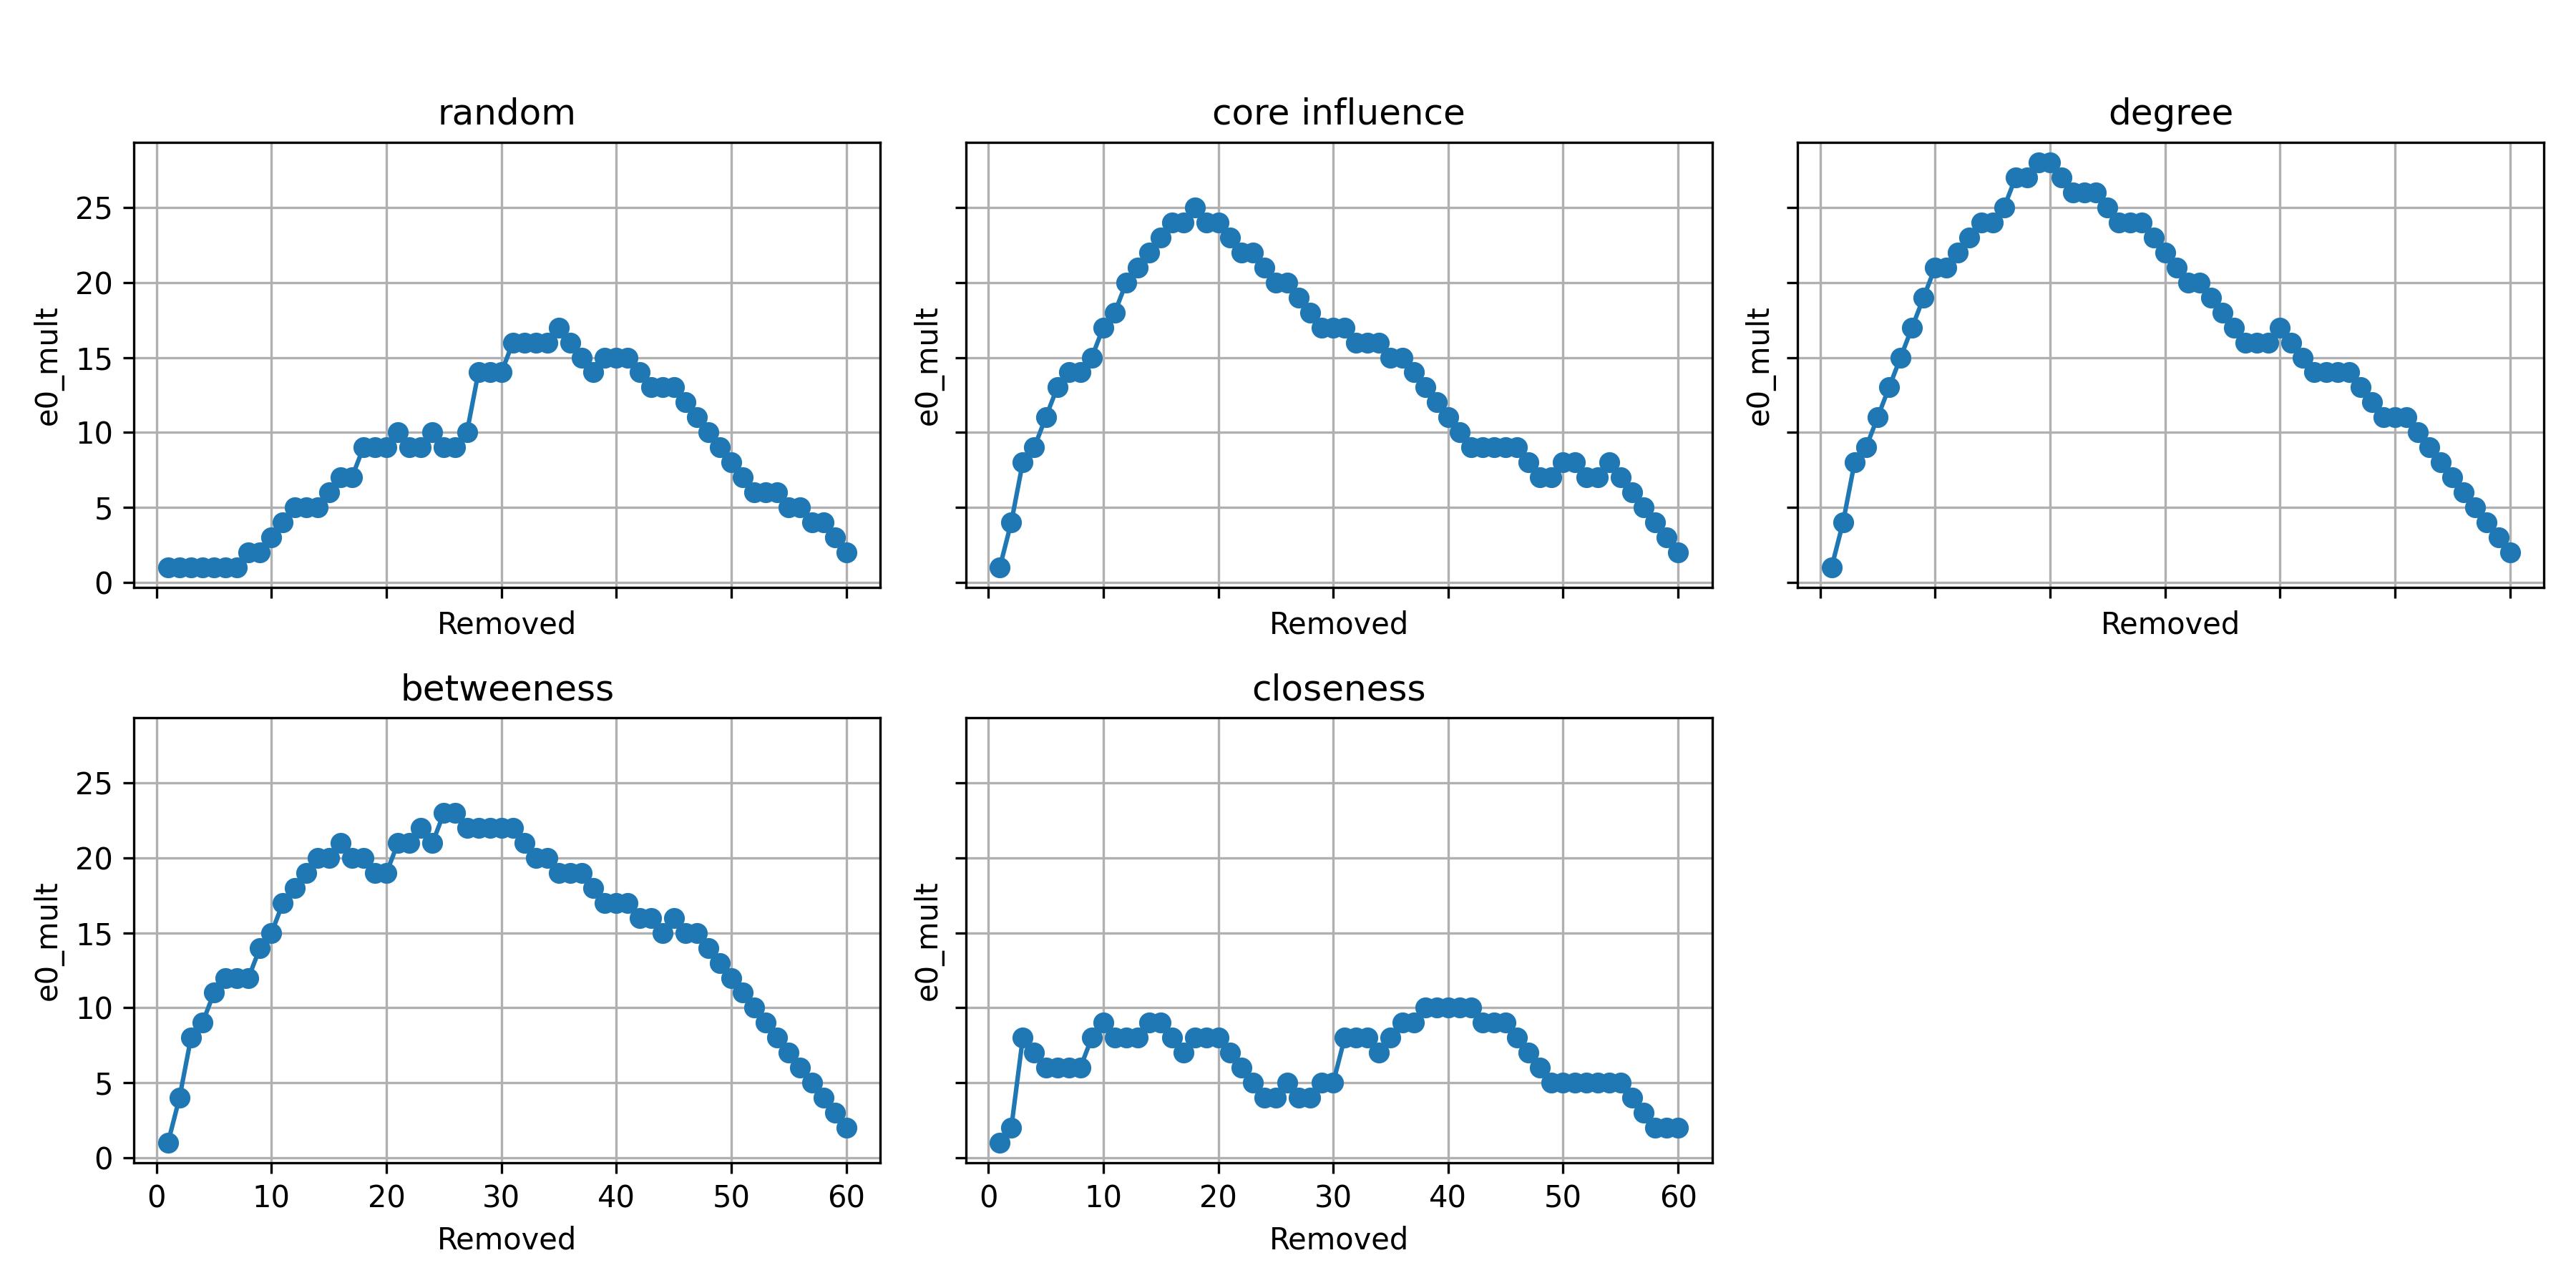 random
core influence
degree
25
20
15
10
5
0
e0_mult
e0_mult
e0_mult
Removed
Removed
Removed
betweeness
closeness
25
20
15
10
5
0
e0_mult
e0_mult
0 10 20 30 40 50 60
0 10 20 30 40 50 60
Removed
Removed